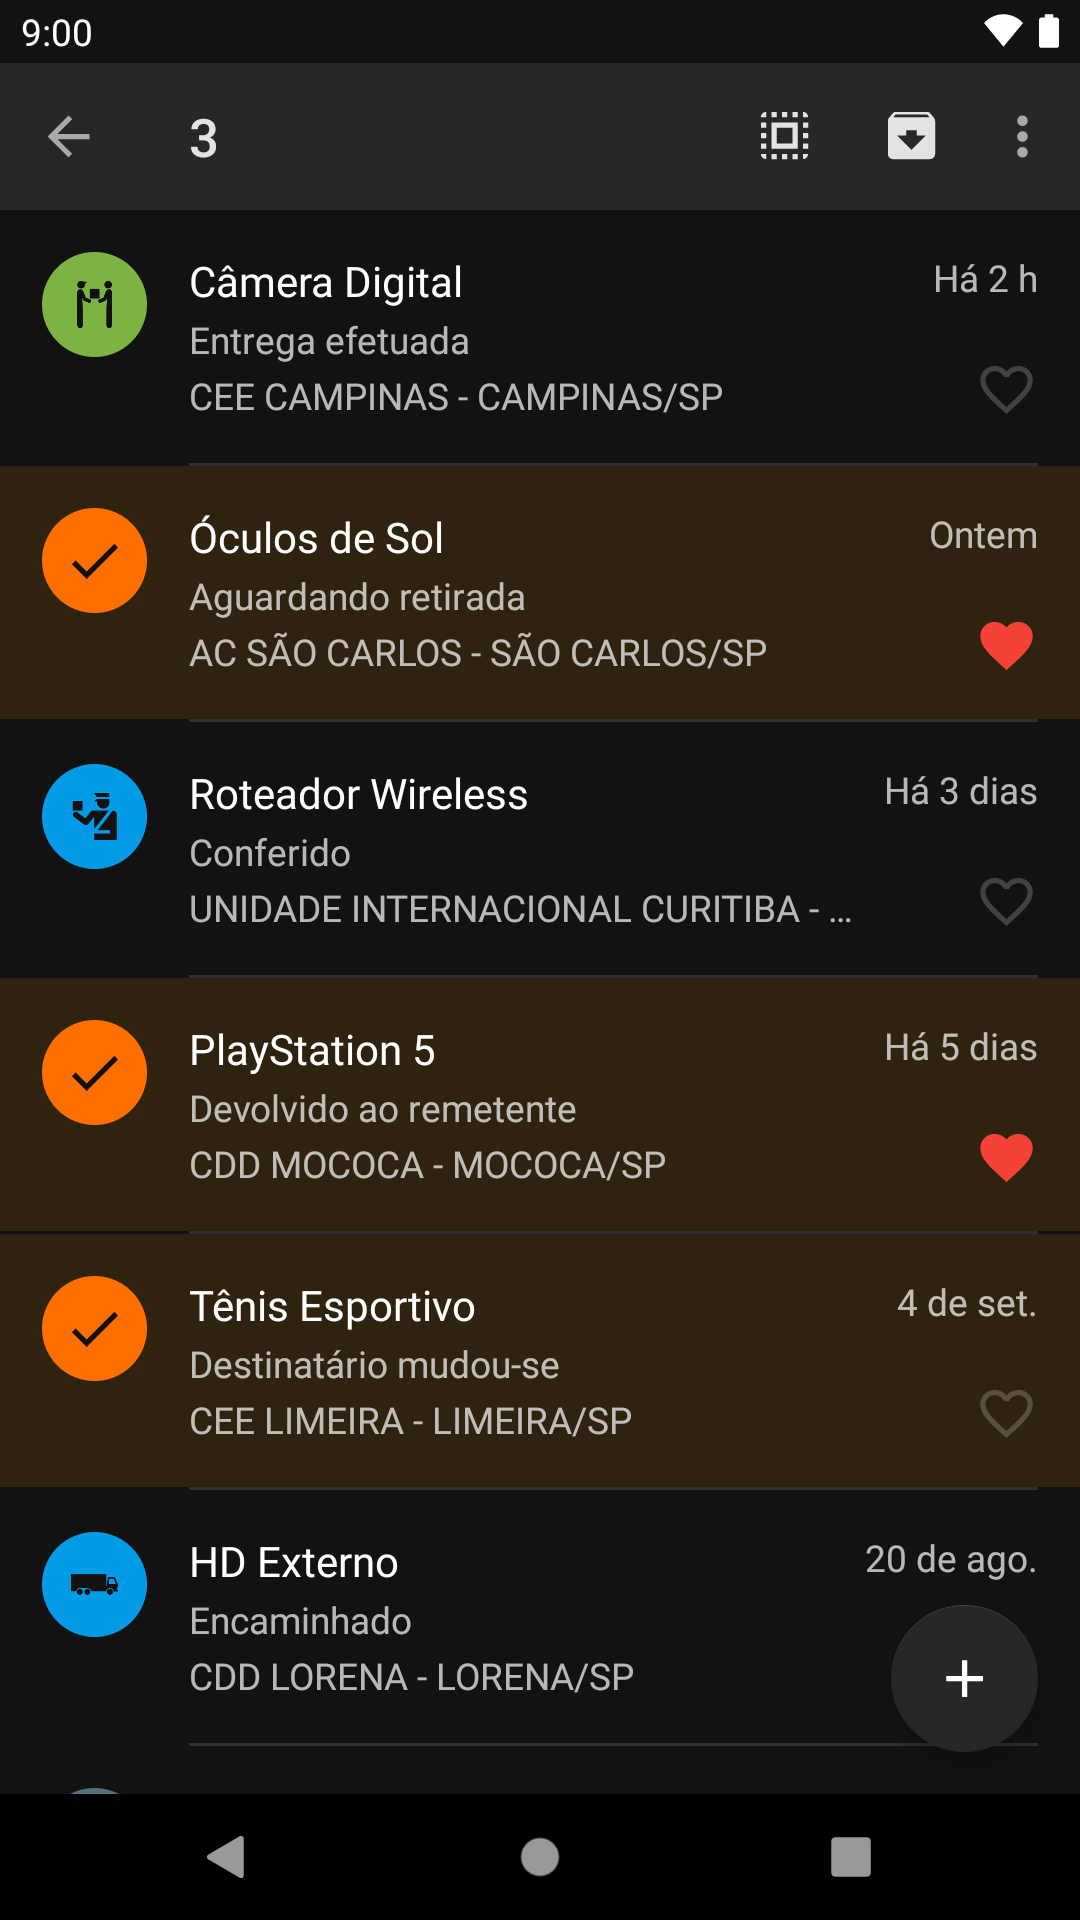 9:00
3
Câmera Digital
Há 2 h
Entrega efetuada
CEE CAMPINAS - CAMPINAS/SP
Óculos de Sol
Ontem
Aguardando retirada
AC SÃO CARLOS - SÃO CARLOS/SP
Roteador Wireless
Há 3 dias
Conferido
UNIDADE INTERNACIONAL CURITIBA - ...
PlayStation 5
Há 5 dias
Devolvido ao remetente
CDD MOCOCA - MOCOCA/SP
Tênis Esportivo
4 de set.
Destinatário mudou-se
CEE LIMEIRA - LIMEIRA/SP
HD Externo
20 de ago.
Encaminhado
CDD LORENA - LORENA/SP